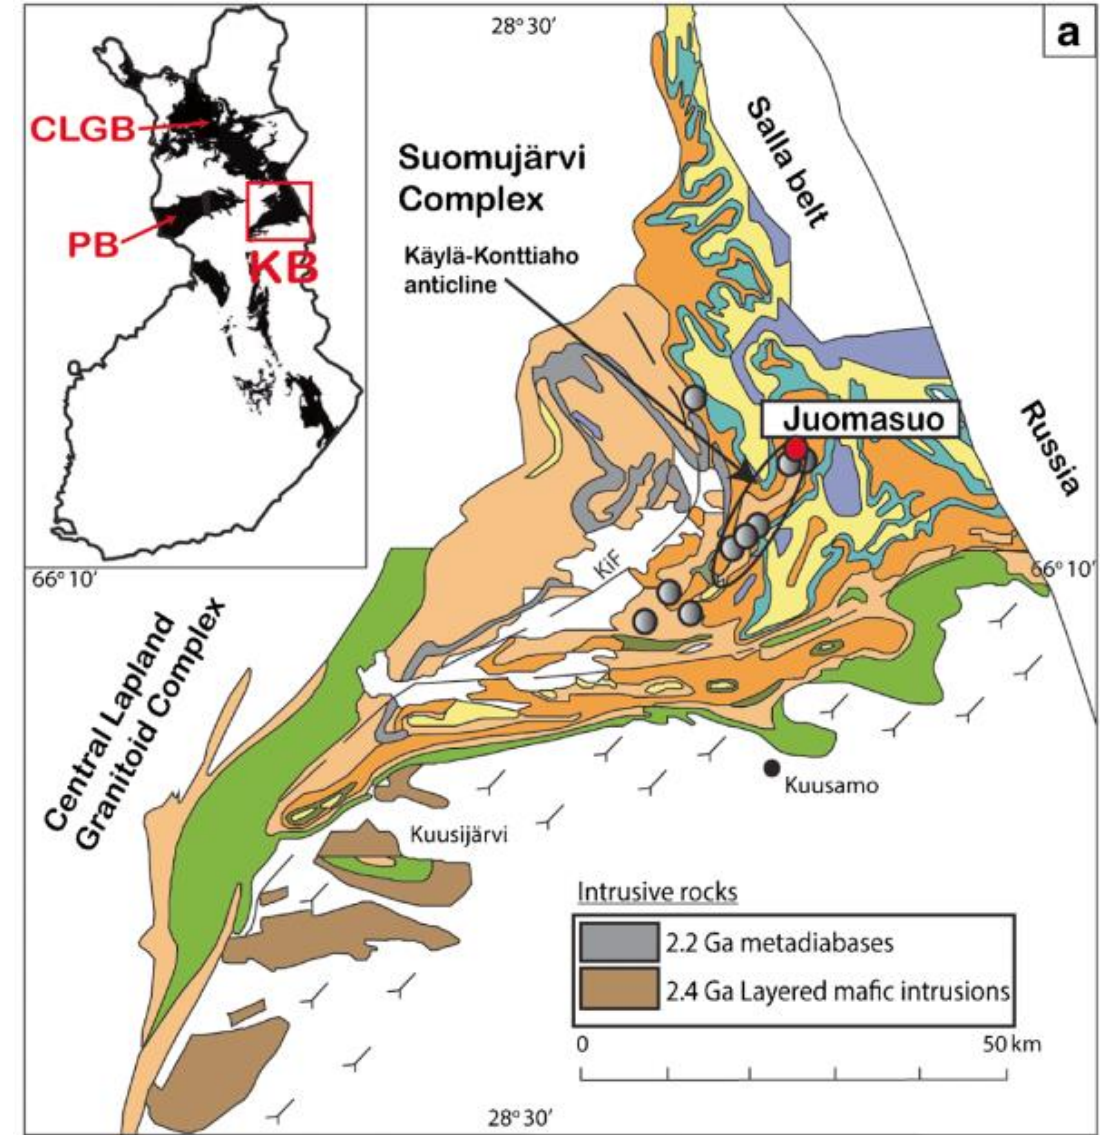 28° 30′
a
CLGB
PB
KB
Salla belt
Suomujärvi
Complex
Käylä-Konttiaho
anticline
Juomasuo
Russia
KiF
66° 10′
66° 10′
Central Lapland
Granitoid Complex
Kuusamo
Kuusijärvi
Intrusive rocks
2.2 Ga metadiabases
2.4 Ga Layered mafic intrusions
0
50 km
28° 30′